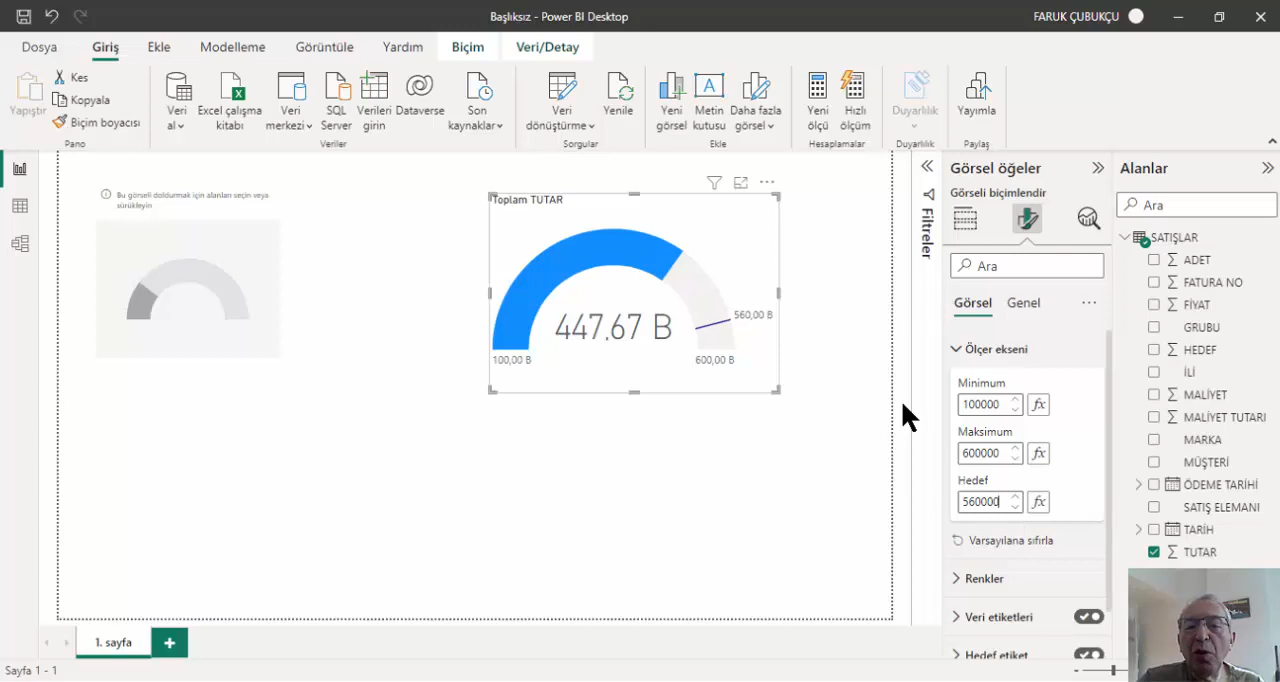 Başlıksız - Power BI Desktop
FARUK ÇUBUKÇU
Dosya
Giriş
Ekle
Modelleme
Görüntüle
Yardım
Biçim
Veri/Detay
Yapıştır
Kes
Kopyala
Biçim boyacısı
Pano
Veri
al
Excel çalışma
kitabı
Veri
merkezi
SQL
Server
Verileri
girin
Dataverse
Son
kaynaklar
Veriler
Veri
dönüştürme
Yenile
Sorgular
Yeni
görsel
Metin
kutusu
Daha fazla
görsel
Ekle
Yeni
ölçü
Hızlı
ölçüm
Hesaplamalar
Duyarlılık
Duyarlılık
Yayımla
Paylaş
Bu görseli doldurmak için alanları seçin veya
sürükleyin
Toplam TUTAR
447,67 B
560,00 B
100,00 B
600,00 B
Filtreler
Görsel öğeler
Görseli biçimlendir
Ara
Görsel
Genel
Ölçer ekseni
Minimum
100000
fx
Maksimum
600000
fx
Hedef
560000
fx
Varsayılana sıfırla
Renkler
Veri etiketleri
Hedef etiket
Alanlar
Ara
SATIŞLAR
ADET
FATURA NO
FİYAT
GRUBU
HEDEF
İLİ
MALİYET
MALİYET TUTARI
MARKA
MÜŞTERİ
ÖDEME TARİHİ
SATIŞ ELEMANI
TARİH
TUTAR
1. sayfa
Sayfa 1 - 1